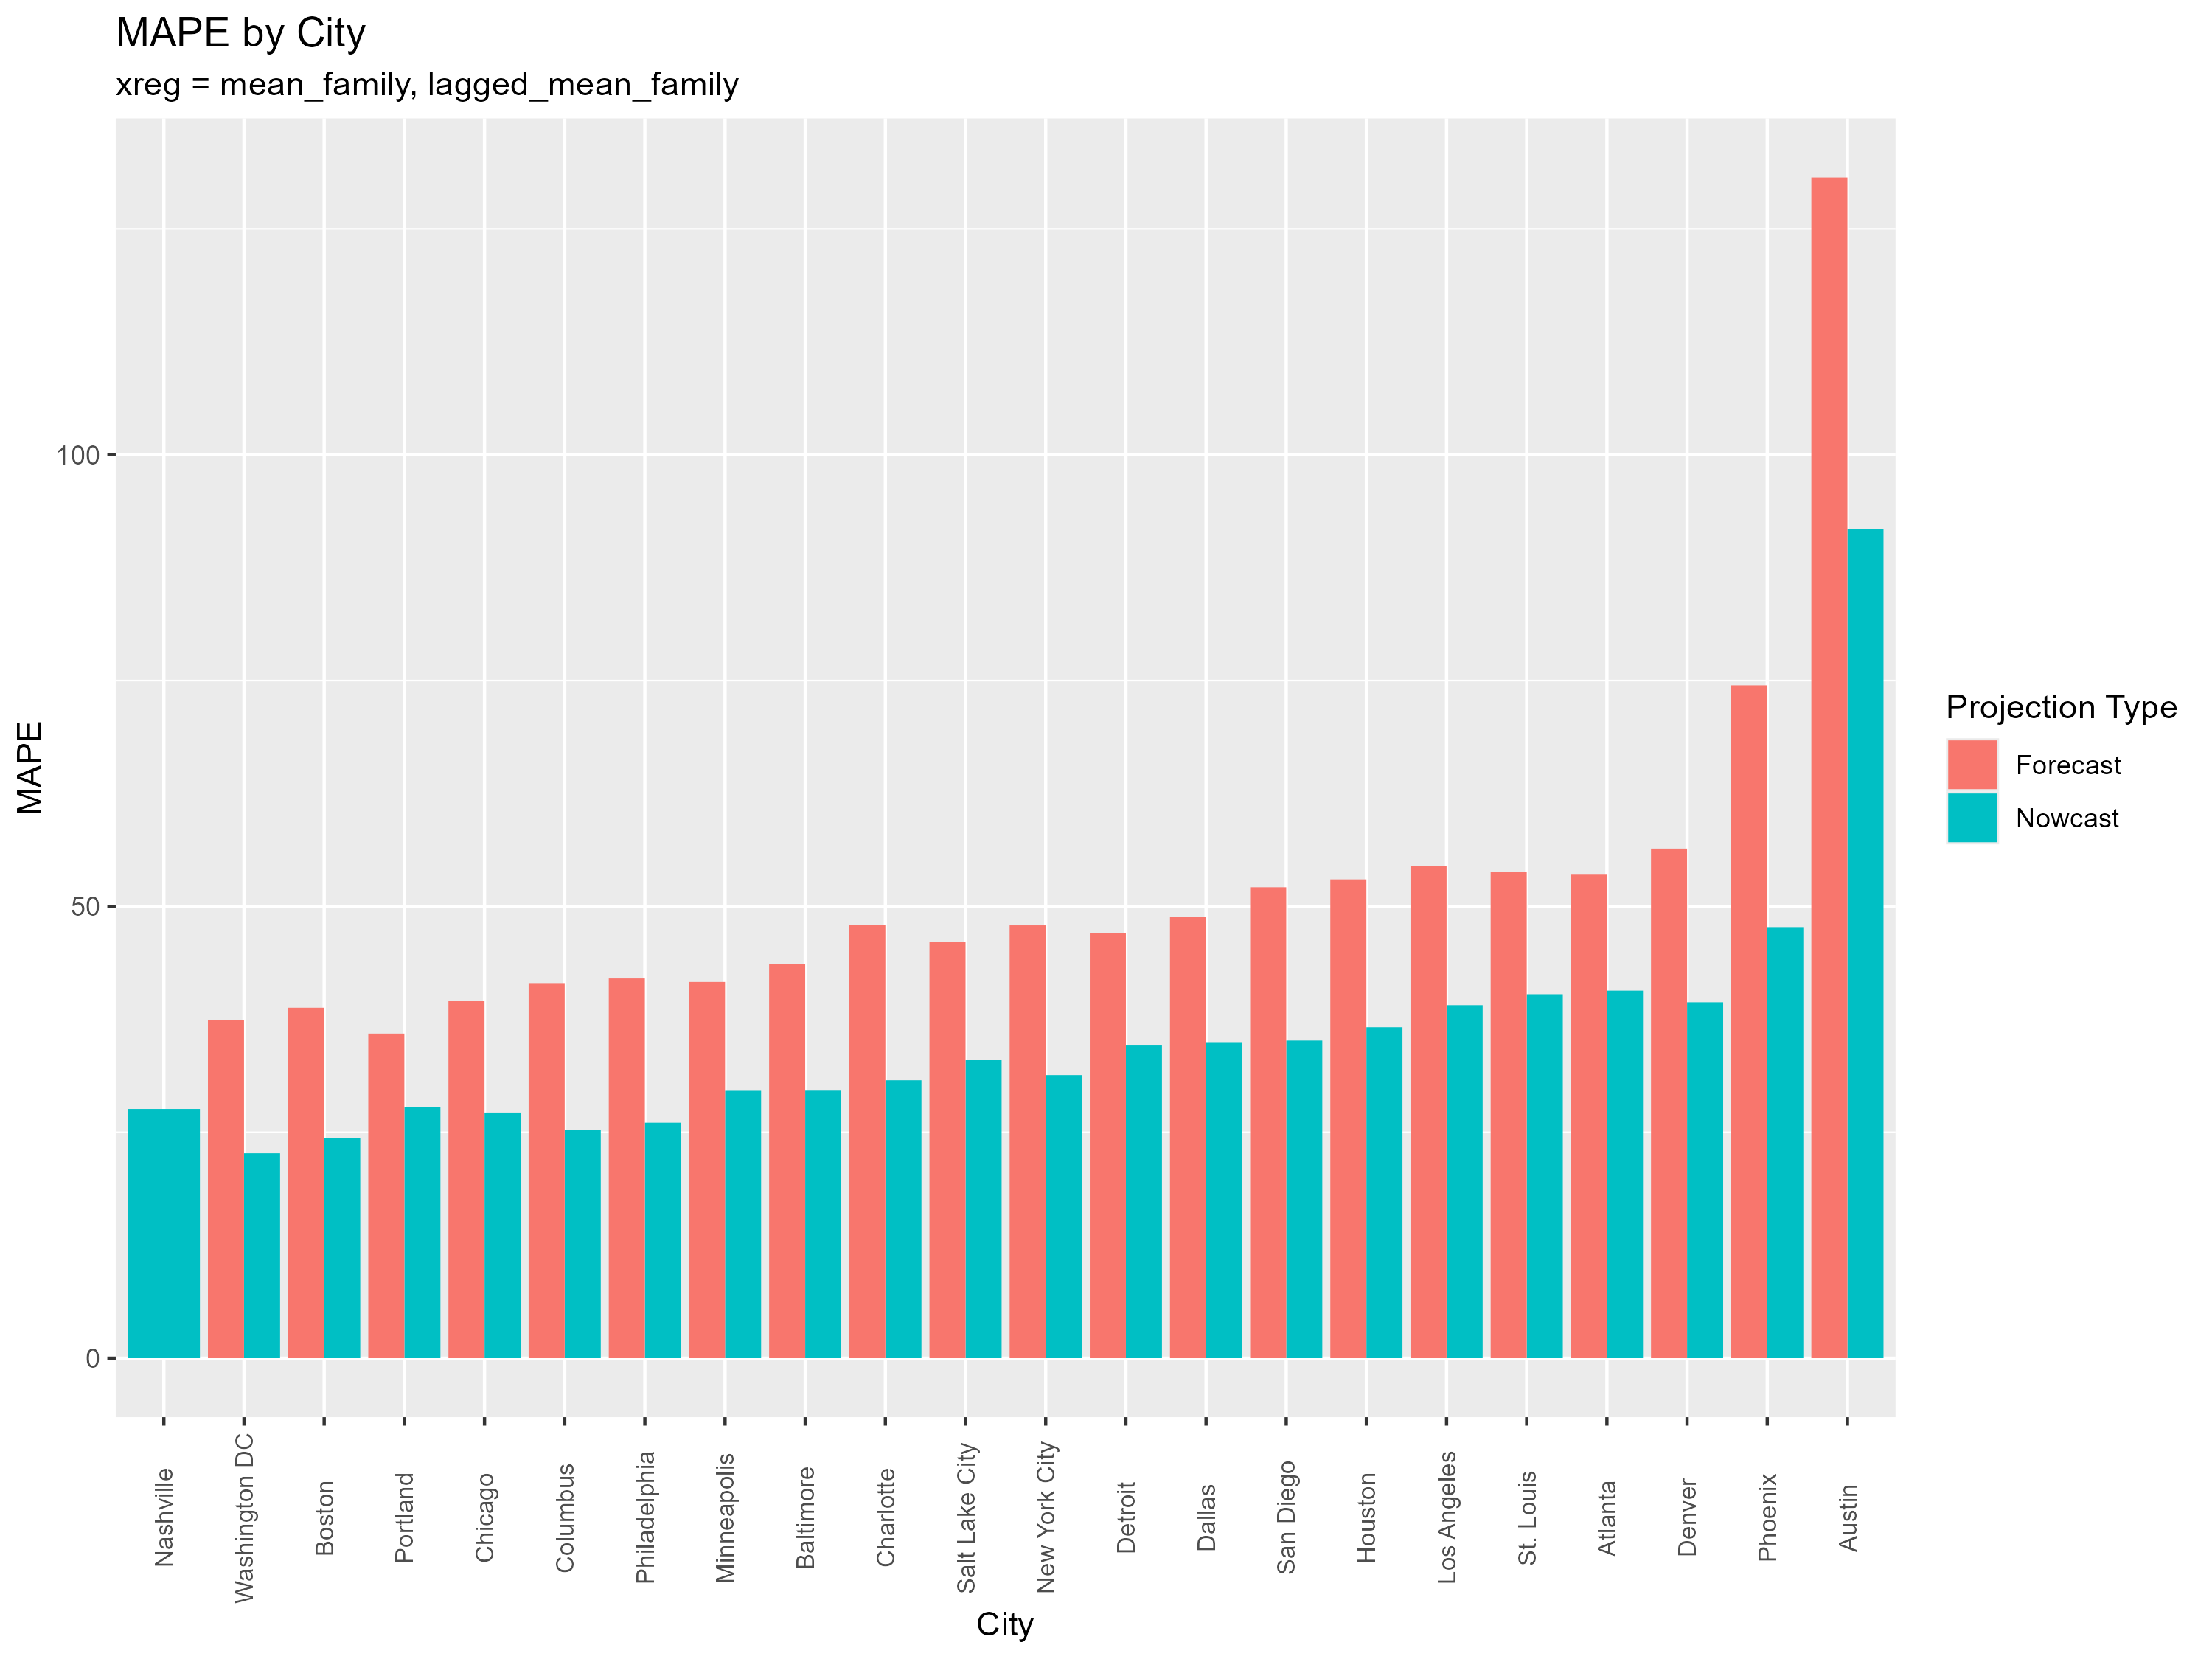 MAPE by City
xreg = mean_family, lagged_mean_family
MAPE
100
50
0
Nashville
Washington DC
Boston
Portland
Chicago
Columbus
Philadelphia
Minneapolis
Baltimore
Charlotte
Salt Lake City
New York City
Detroit
Dallas
San Diego
Houston
Los Angeles
St. Louis
Atlanta
Denver
Phoenix
Austin
City
Projection Type
Forecast
Nowcast